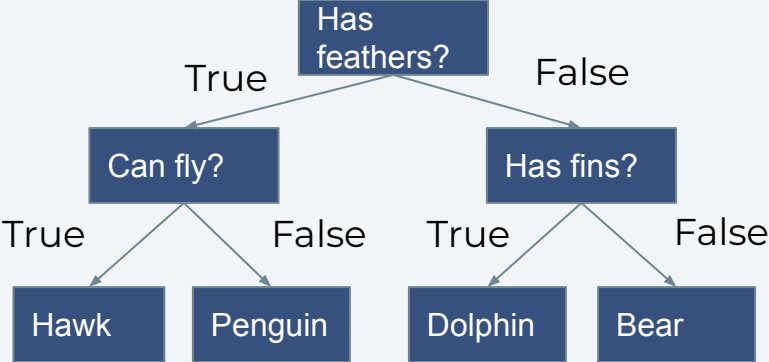 Has
feathers?
True
False
Can fly?
Has fins?
True
False
True
False
Hawk
Penguin
Dolphin
Bear